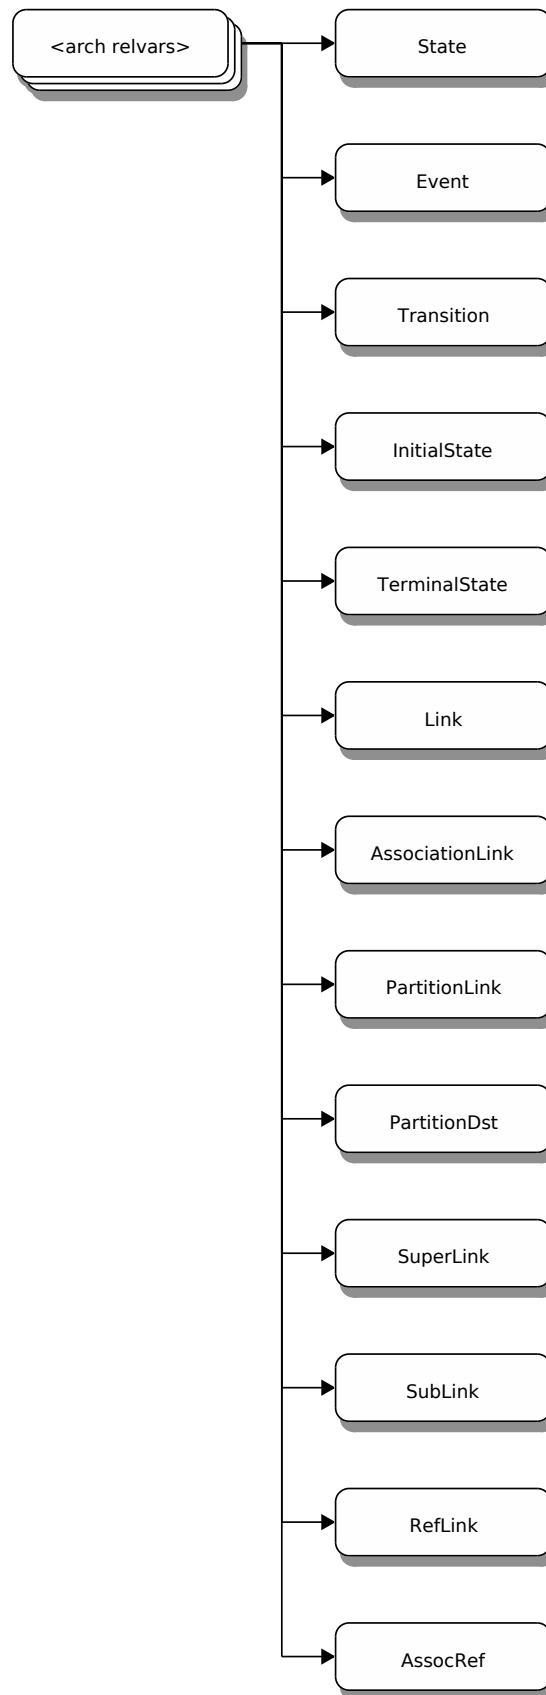 <arch relvars>
State
Event
Transition
InitialState
TerminalState
Link
AssociationLink
PartitionLink
PartitionDst
SuperLink
SubLink
RefLink
AssocRef